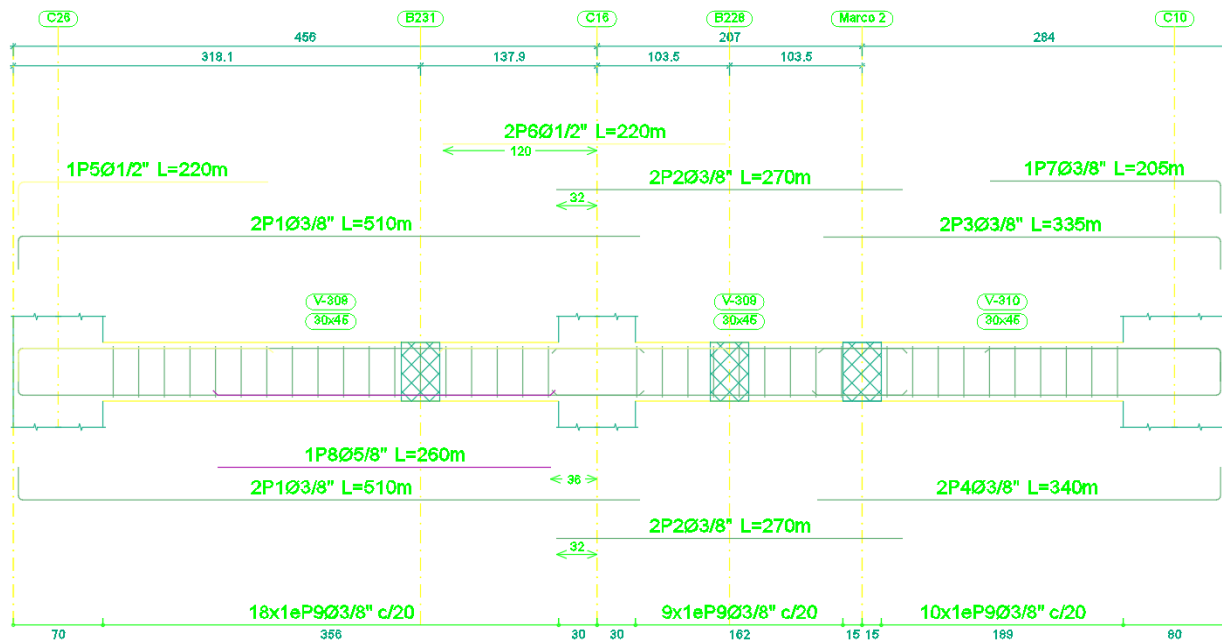 C26 B231 C16 B228 Marco 2 C10
456 207 284
318.1 137.9 103.5 103.5
2P6Ø1/2" L=220m
120
1P5Ø1/2" L=220m 2P2Ø3/8" L=270m 1P7Ø3/8" L=205m
32
2P1Ø3/8" L=510m 2P3Ø3/8" L=335m
V-308 V-309 V-310
30x45 30x45 30x45
1P8Ø5/8" L=260m
36
2P1Ø3/8" L=510m 2P4Ø3/8" L=340m
2P2Ø3/8" L=270m
32
18x1eP9Ø3/8" c/20 9x1eP9Ø3/8" c/20 10x1eP9Ø3/8" c/20
70 356 30 30 162 15 15 189 80